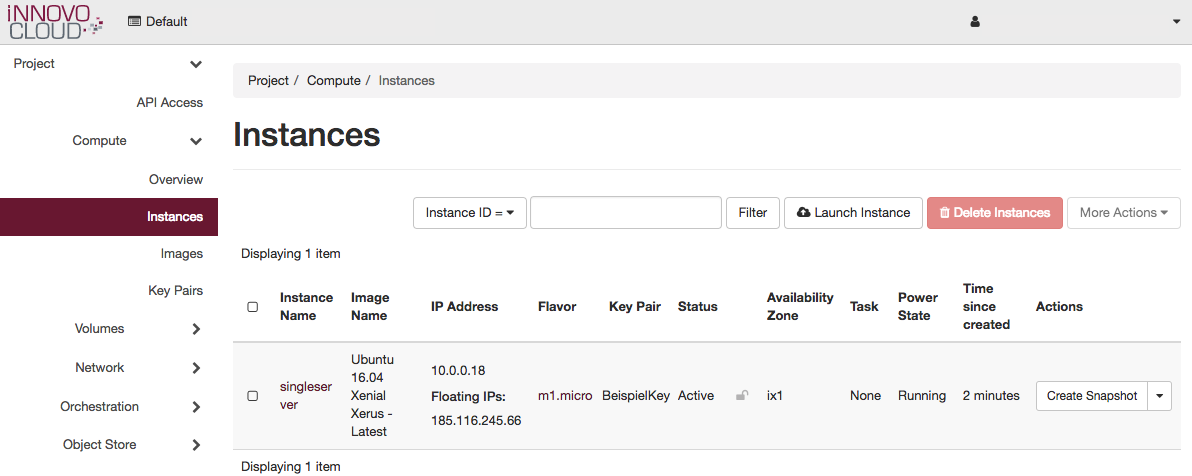 iNNOVO
CLOUD
Default
Project
API Access
Compute
Overview
Instances
Images
Key Pairs
Volumes
Network
Orchestration
Object Store
Project / Compute / Instances
Instances
Instance ID = Filter Launch Instance Delete Instances More Actions
Displaying 1 item
Instance Name Image Name IP Address Flavor Key Pair Status Availability Zone Task Power State Time since created Actions
singleserver
Ubuntu
16.04
Xenial
Xerus -
Latest
10.0.0.18
Floating IPs:
185.116.245.66
m1.micro BeispielKey Active ix1 None Running 2 minutes Create Snapshot
Displaying 1 item